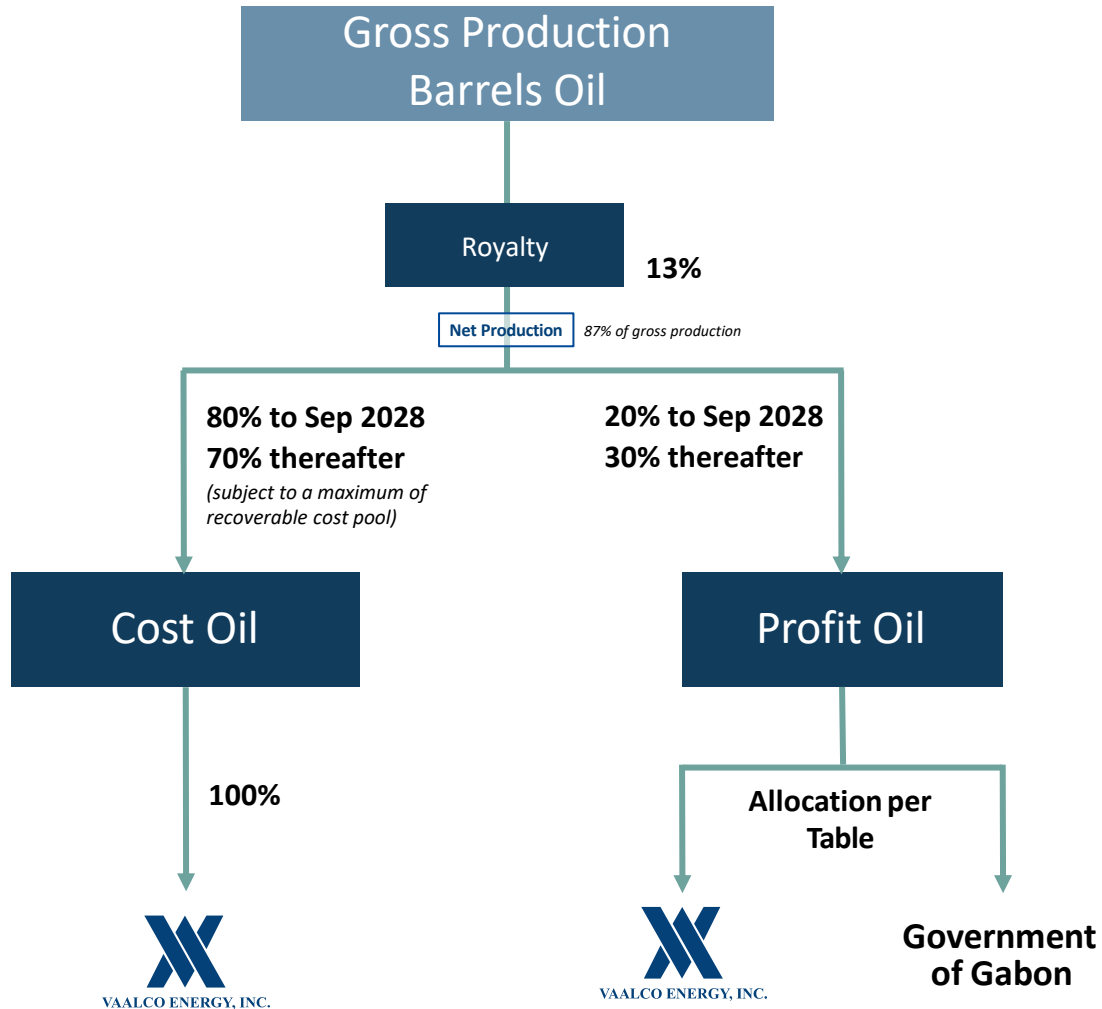 Gross Production
Barrels Oil
Royalty
13%
Net Production
87% of gross production
80% to Sep 2028
70% thereafter
(subject to a maximum of
recoverable cost pool)
20% to Sep 2028
30% thereafter
Cost Oil
Profit Oil
100%
Allocation per
Table
VAALCO ENERGY, INC.
VAALCO ENERGY, INC.
Government
of Gabon